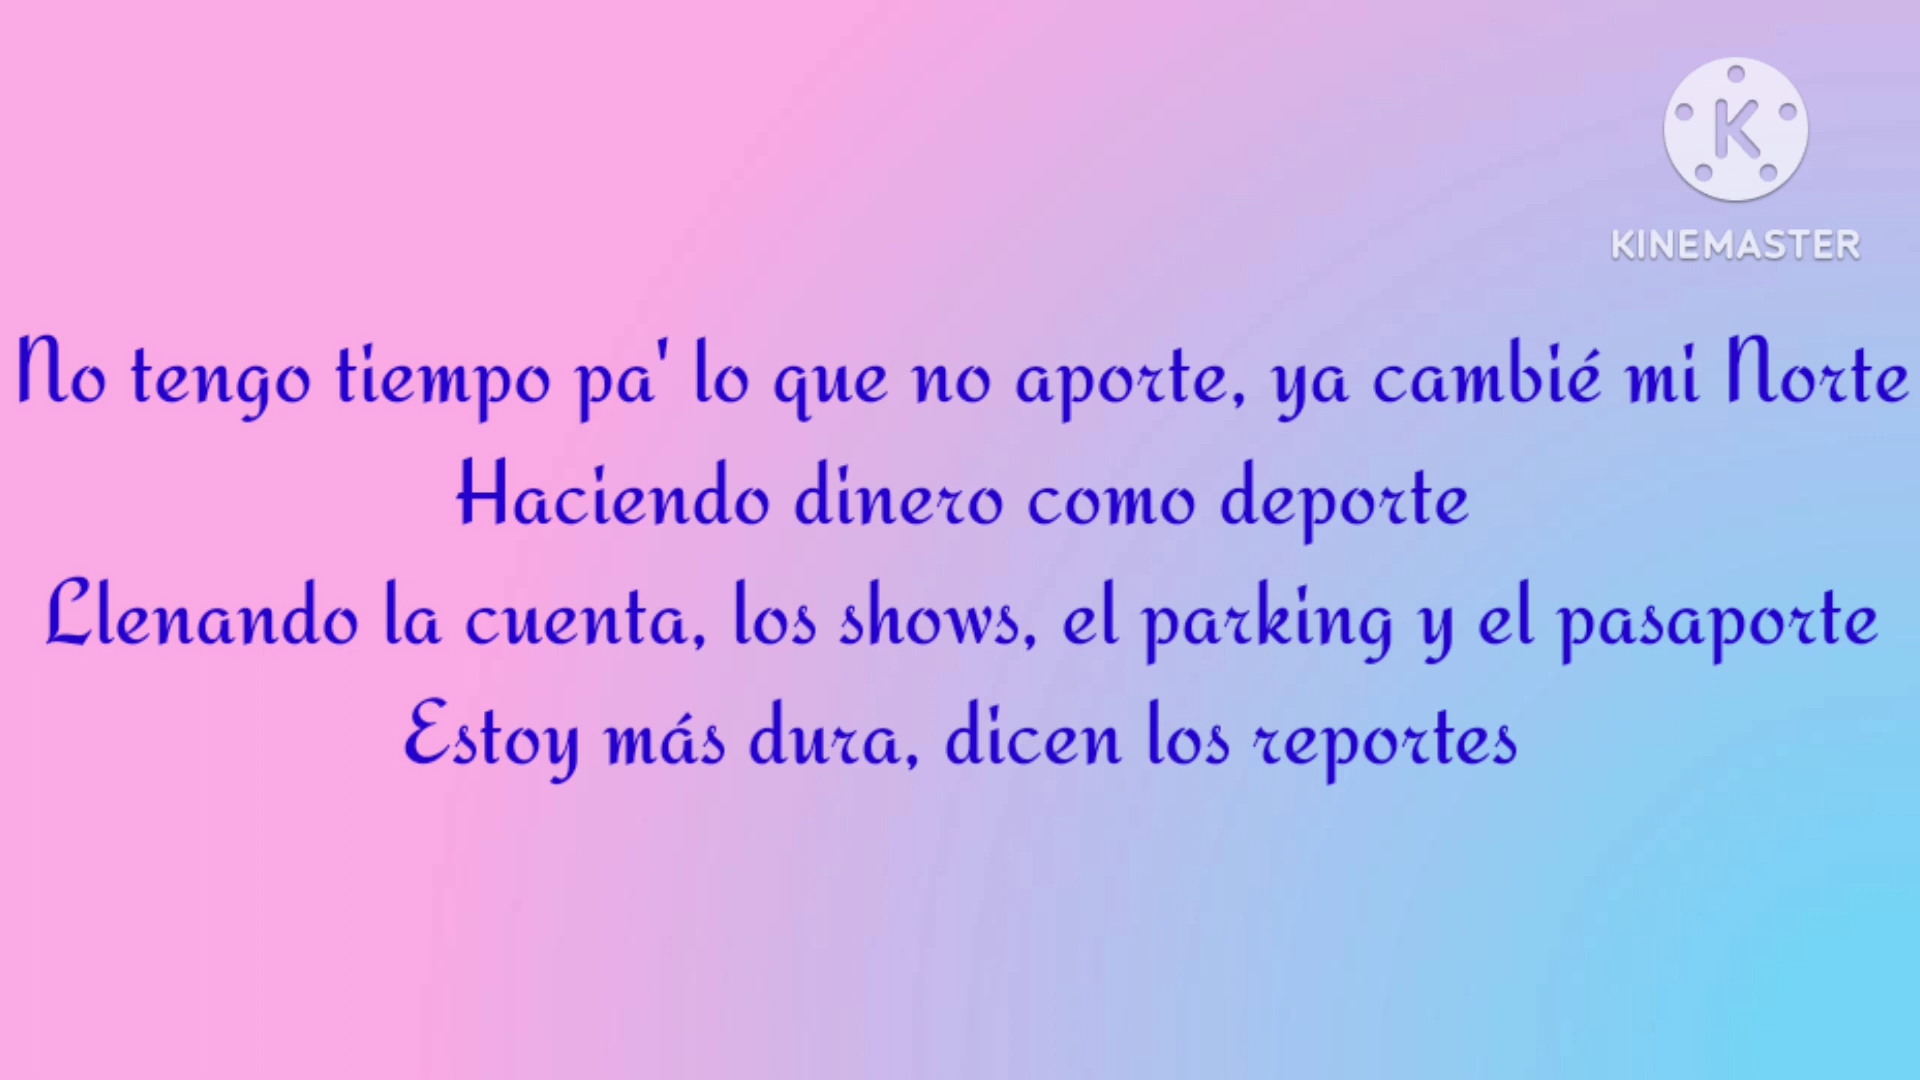 K
KINEMASTER
No tengo tiempo pa' lo que no aporte, ya cambié mi Norte
Haciendo dinero como deporte
Llenando la cuenta, los shows, el parking y el pasaporte
Estoy más dura, dicen los reportes